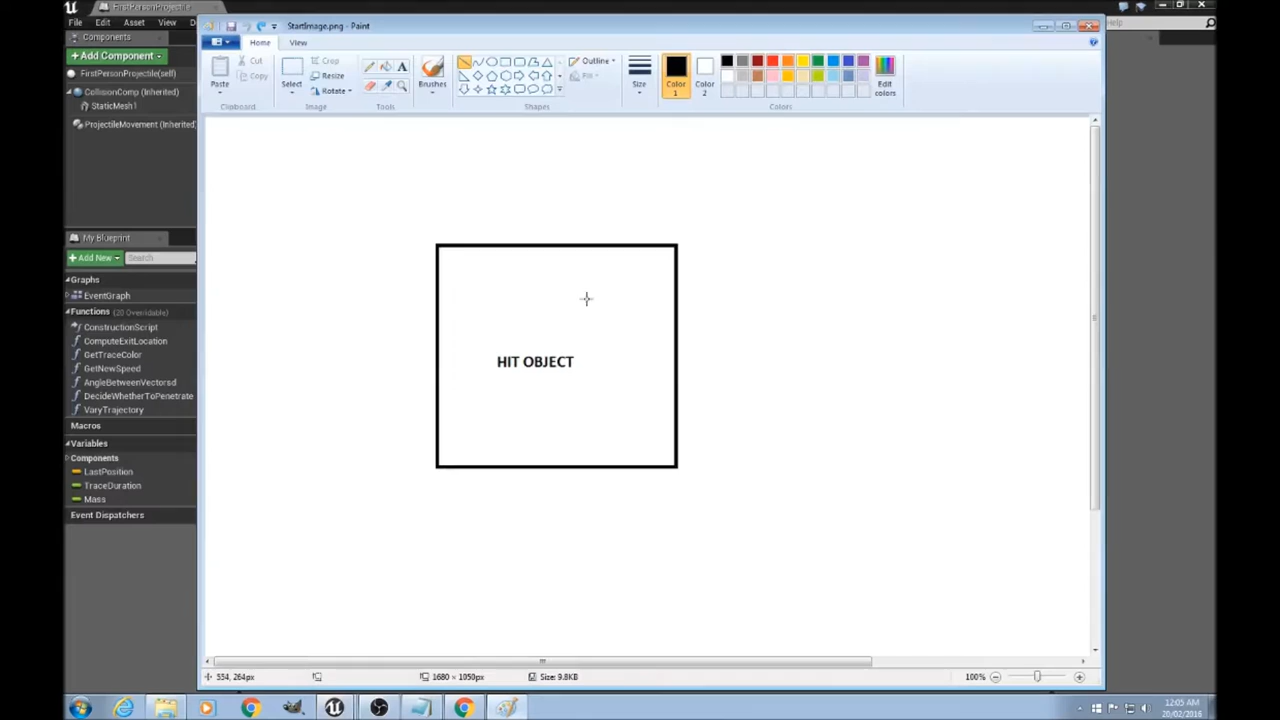 FirstPersonProjectile
File Edit Asset View
Help
Components
+ Add Component
FirstPersonProjectile(self)
CollisionComp (Inherited)
StaticMesh1
ProjectileMovement (Inherited)
My Blueprint
+ Add New
Search
Graphs
EventGraph
Functions (20 Overridable)
ConstructionScript
ComputeExitLocation
GetTraceColor
GetNewSpeed
AngleBetweenVectorsd
DecideWhetherToPenetrate
VaryTrajectory
Macros
Variables
Components
LastPosition
TraceDuration
Mass
Event Dispatchers
StartImage.png - Paint
Home View
Paste
Cut
Copy
Clipboard
Select
Crop
Resize
Rotate
Image
A
Tools
Brushes
Outline
Fill
Shapes
Size
Color 1
Color 2
Edit colors
Colors
HIT OBJECT
554, 264px
1680 × 1050px
Size: 9.8KB
100%
12:05 AM
20/02/2016